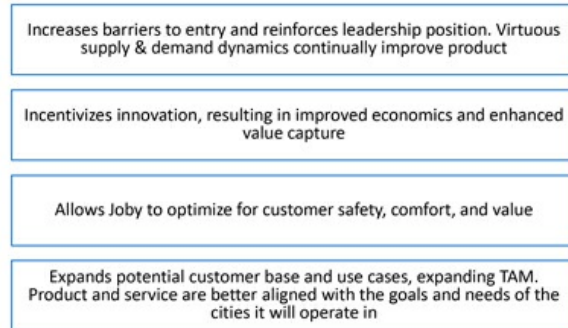 Increases barriers to entry and reinforces leadership position. Virtuous
supply & demand dynamics continually improve product
Incentivizes innovation, resulting in improved economics and enhanced
value capture
Allows Joby to optimize for customer safety, comfort, and value
Expands potential customer base and use cases, expanding TAM.
Product and service are better aligned with the goals and needs of the
cities it will operate in